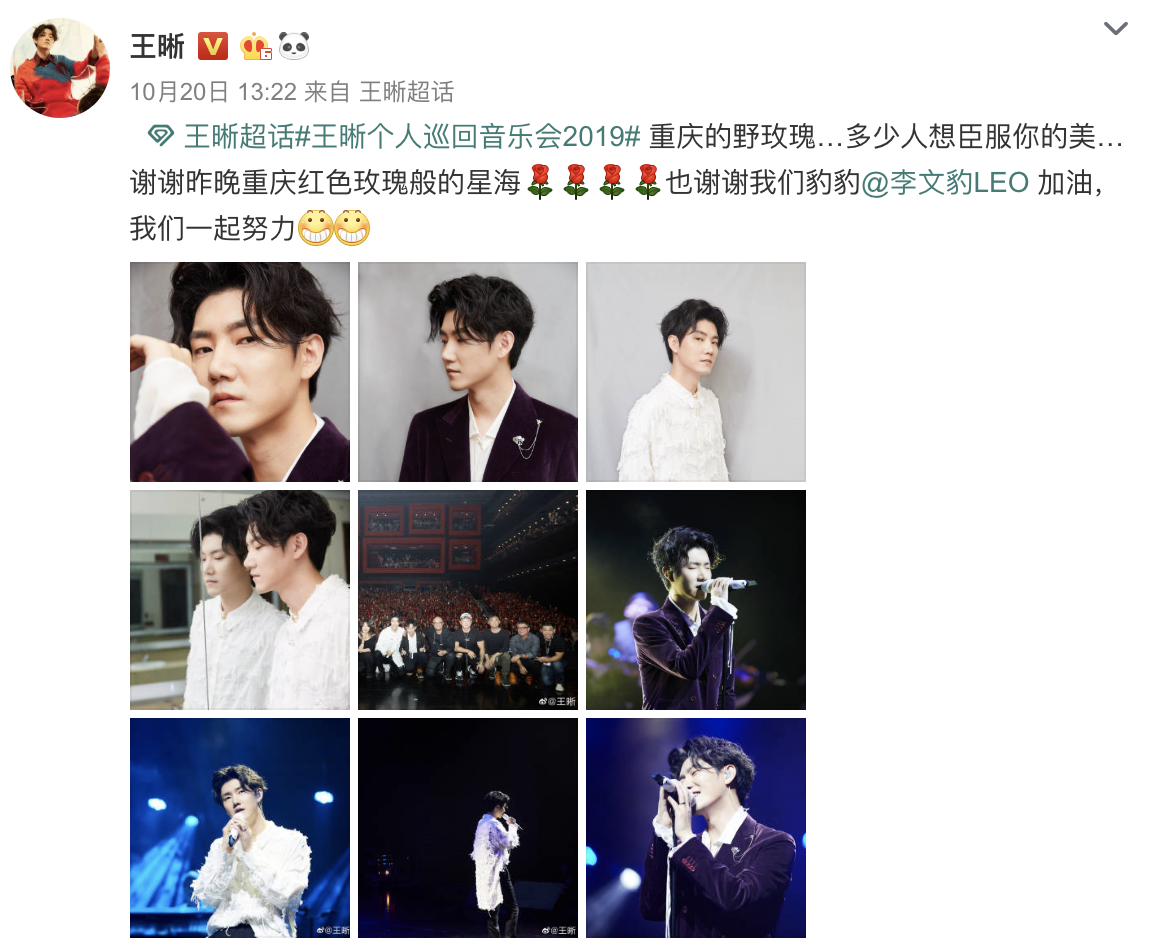 王晰
10月20日 13:22 来自 王晰超话
王晰超话#王晰个人巡回音乐会2019# 重庆的野玫瑰…多少人想臣服你的美…
谢谢昨晚重庆红色玫瑰般的星海🌹🌹🌹🌹也谢谢我们豹豹@李文豹LEO 加油，
我们一起努力😁😁
@王晰
@王晰
@王晰